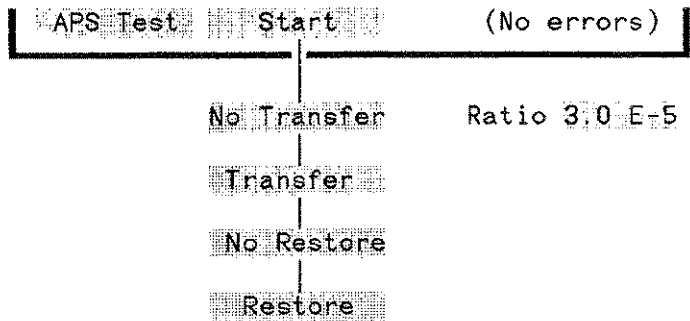 APS Test Start (No errors)
No Transfer Ratio 3.0 E-5
Transfer
No Restore
Restore